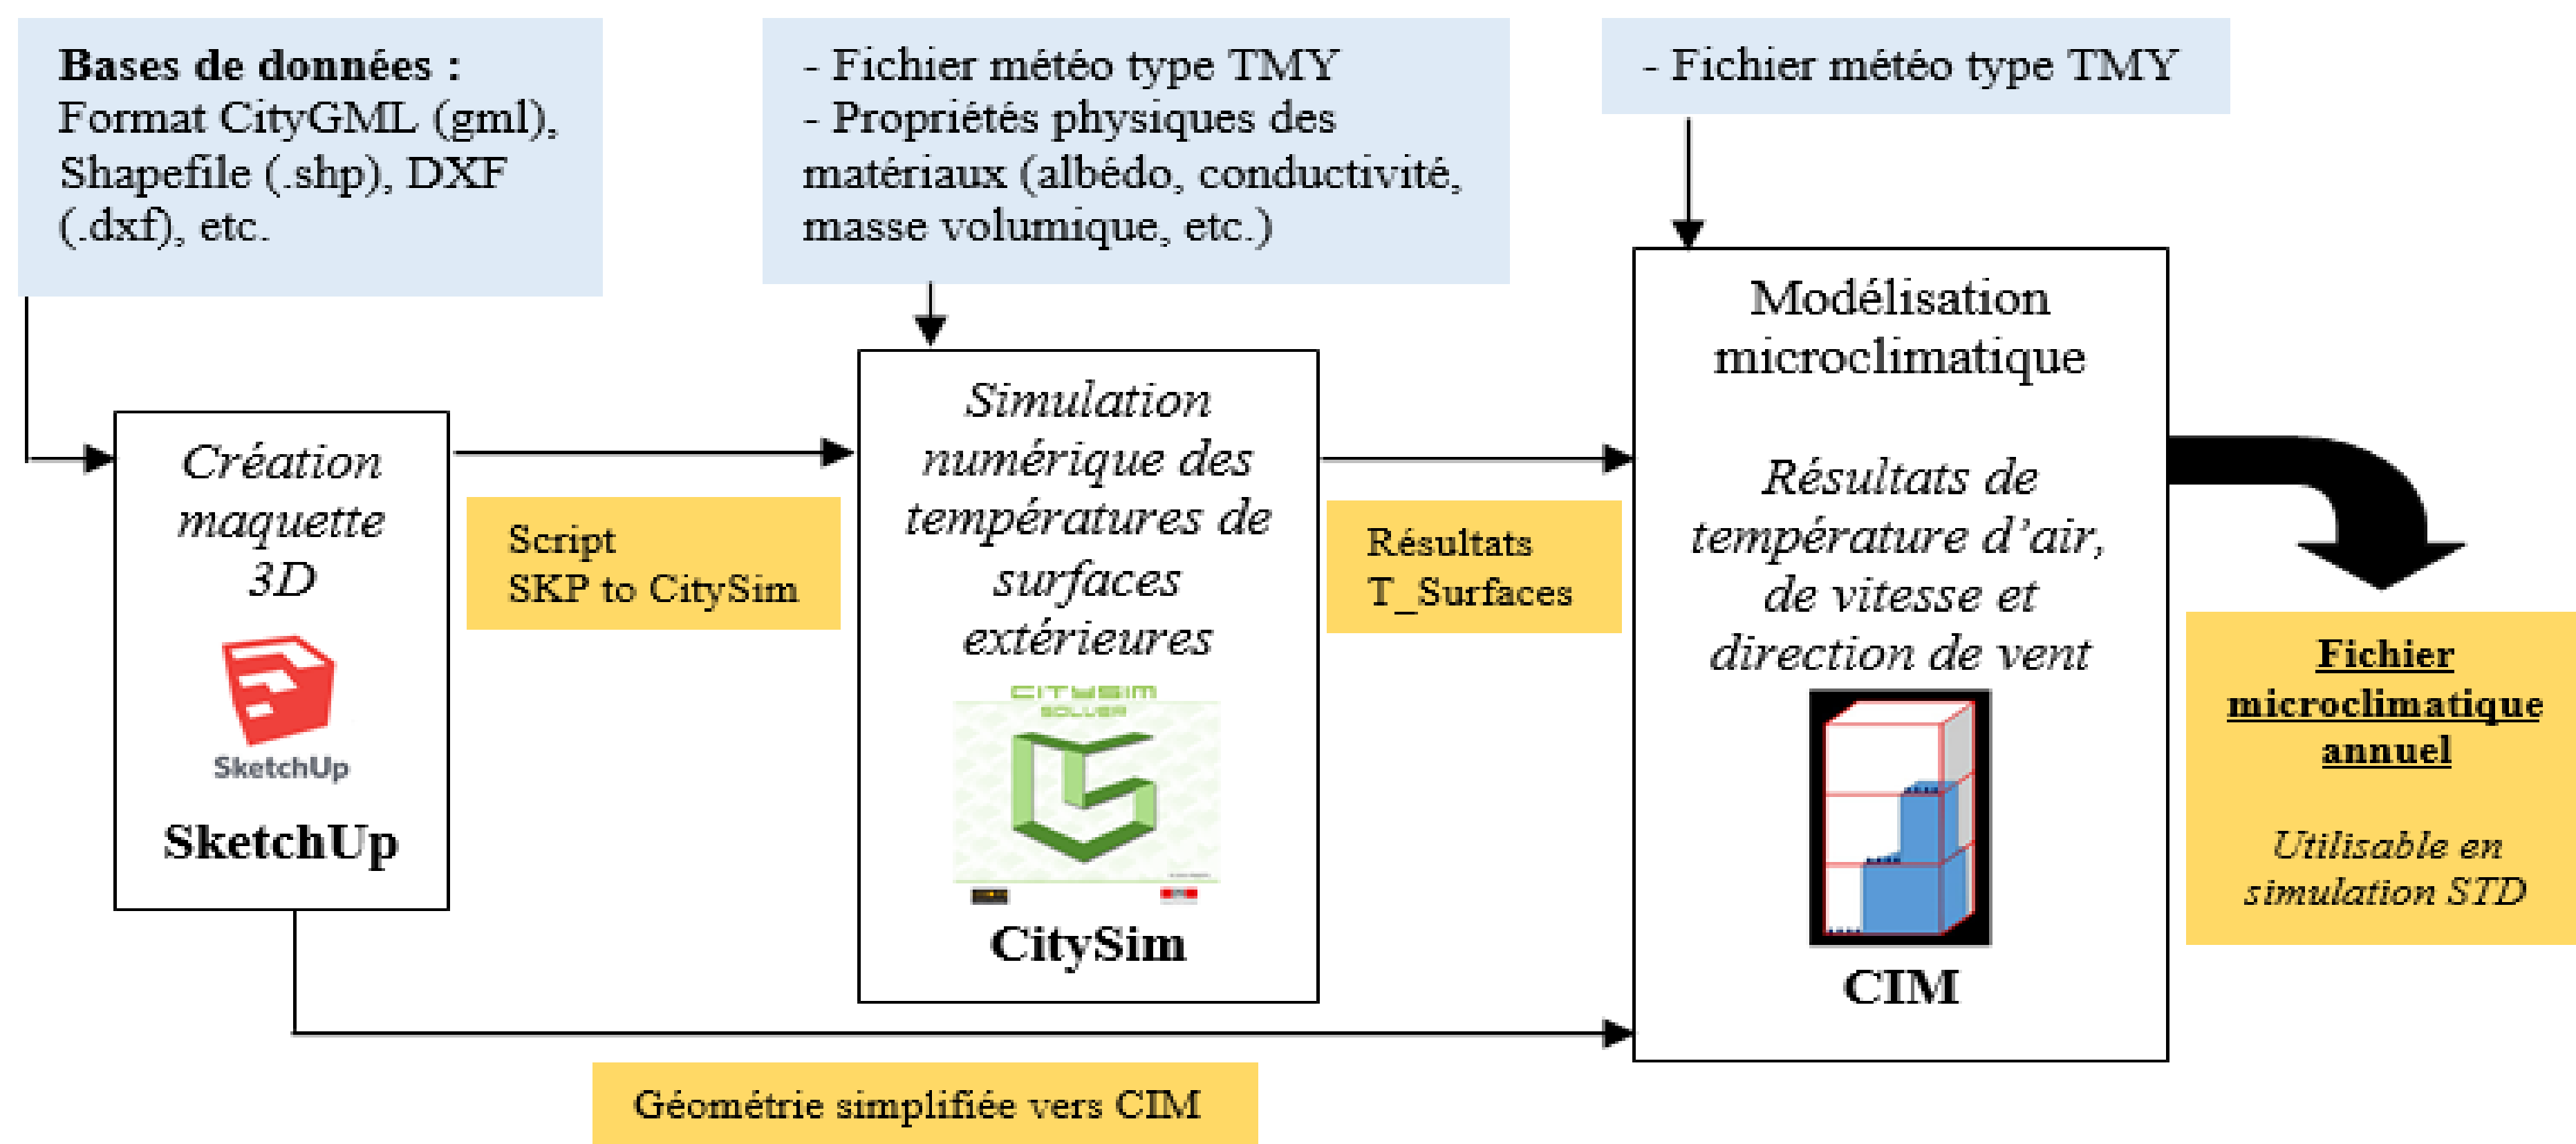 Bases de données :
Format CityGML (gml),
Shapefile (.shp), DXF
(.dxf), etc.
- Fichier météo type TMY
- Propriétés physiques des
matériaux (albédo, conductivité,
masse volumique, etc.)
- Fichier météo type TMY
Création
maquette
3D
SketchUp
SketchUp
Script
SKP to CitySim
Simulation
numérique des
températures de
surfaces
extérieures
CITYSIM
SOLVER
CitySim
Résultats
T_Surfaces
Modélisation
microclimatique
Résultats de
température d’air,
de vitesse et
direction de vent
CIM
Fichier
microclimatique
annuel
Utilisable en
simulation STD
Géométrie simplifiée vers CIM